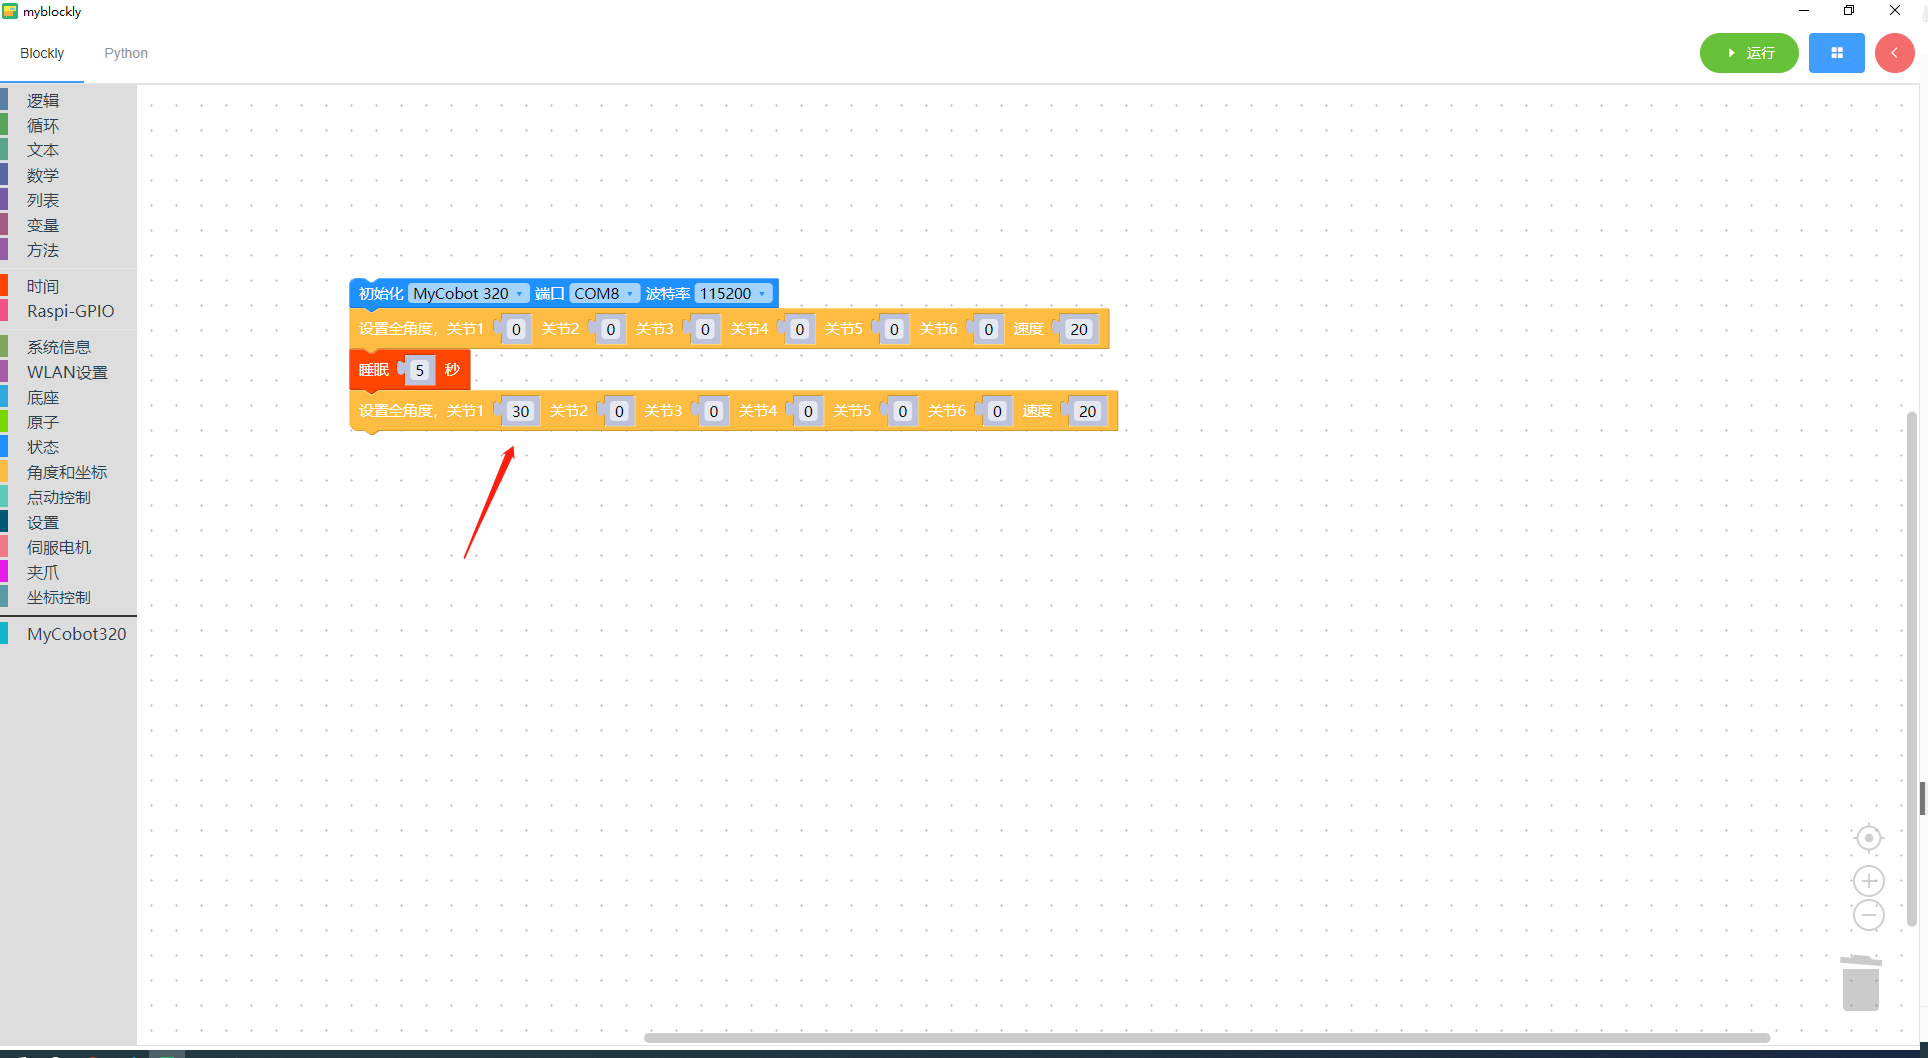 myblockly
Blockly Python
运行
逻辑
循环
文本
数学
列表
变量
方法
时间
Raspi-GPIO
系统信息
WLAN设置
底座
原子
状态
角度和坐标
点动控制
设置
伺服电机
夹爪
坐标控制
MyCobot320
初始化 MyCobot 320 端口 COM8 波特率 115200
设置全角度，关节1 0 关节2 0 关节3 0 关节4 0 关节5 0 关节6 0 速度 20
睡眠 5 秒
设置全角度，关节1 30 关节2 0 关节3 0 关节4 0 关节5 0 关节6 0 速度 20